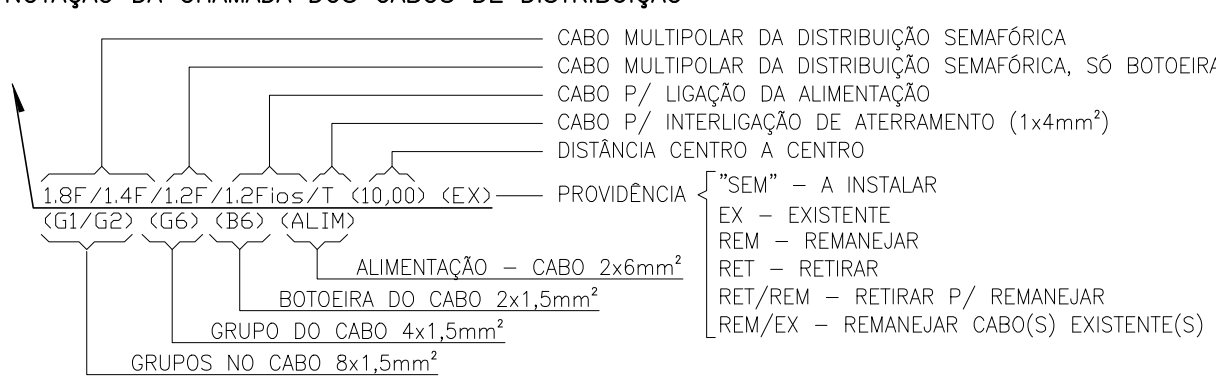 NOTAÇÃO DA CHAMADA DOS CABOS DE DISTRIBUIÇÃO
CABO MULTIPOLAR DA DISTRIBUIÇÃO SEMAFÓRICA
CABO MULTIPOLAR DA DISTRIBUIÇÃO SEMAFÓRICA, SÓ BOTOEIRA
CABO P/ LIGAÇÃO DA ALIMENTAÇÃO
CABO P/ INTERLIGAÇÃO DE ATERRAMENTO (1x4mm²)
DISTÂNCIA CENTRO A CENTRO
1.8F/1.4F/1.2F/1.2Fios/T (10,00) (EX)
PROVIDÊNCIA
(G1/G2) (G6) (B6) (ALIM)
"SEM" – A INSTALAR
EX – EXISTENTE
REM – REMANEJAR
RET – RETIRAR
RET/REM – RETIRAR P/ REMANEJAR
REM/EX – REMANEJAR CABO(S) EXISTENTE(S)
ALIMENTAÇÃO – CABO 2x6mm²
BOTOEIRA DO CABO 2x1,5mm²
GRUPO DO CABO 4x1,5mm²
GRUPOS NO CABO 8x1,5mm²